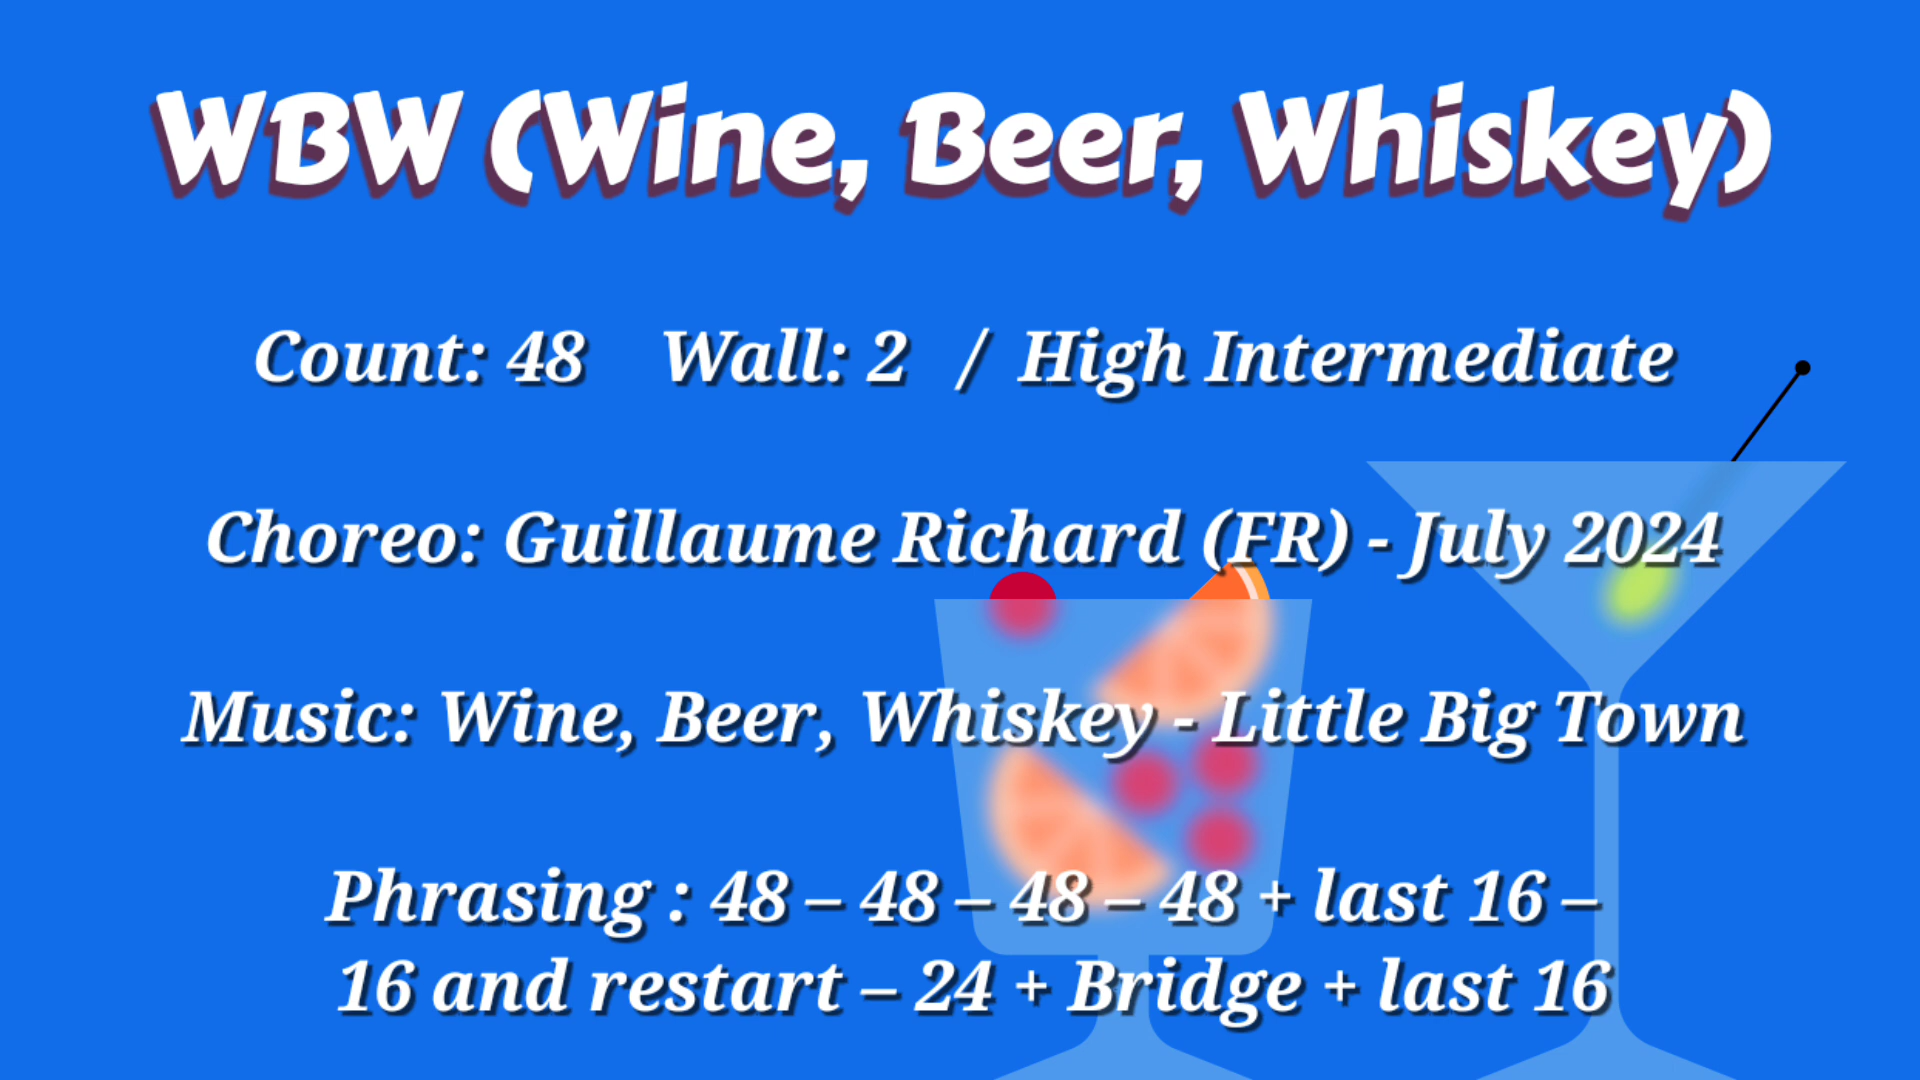 WBW (Wine, Beer, Whiskey)
Count: 48 Wall: 2 / High Intermediate
Choreo: Guillaume Richard (FR) - July 2024
Music: Wine, Beer, Whiskey - Little Big Town
Phrasing : 48 – 48 – 48 – 48 + last 16 –
16 and restart – 24 + Bridge + last 16